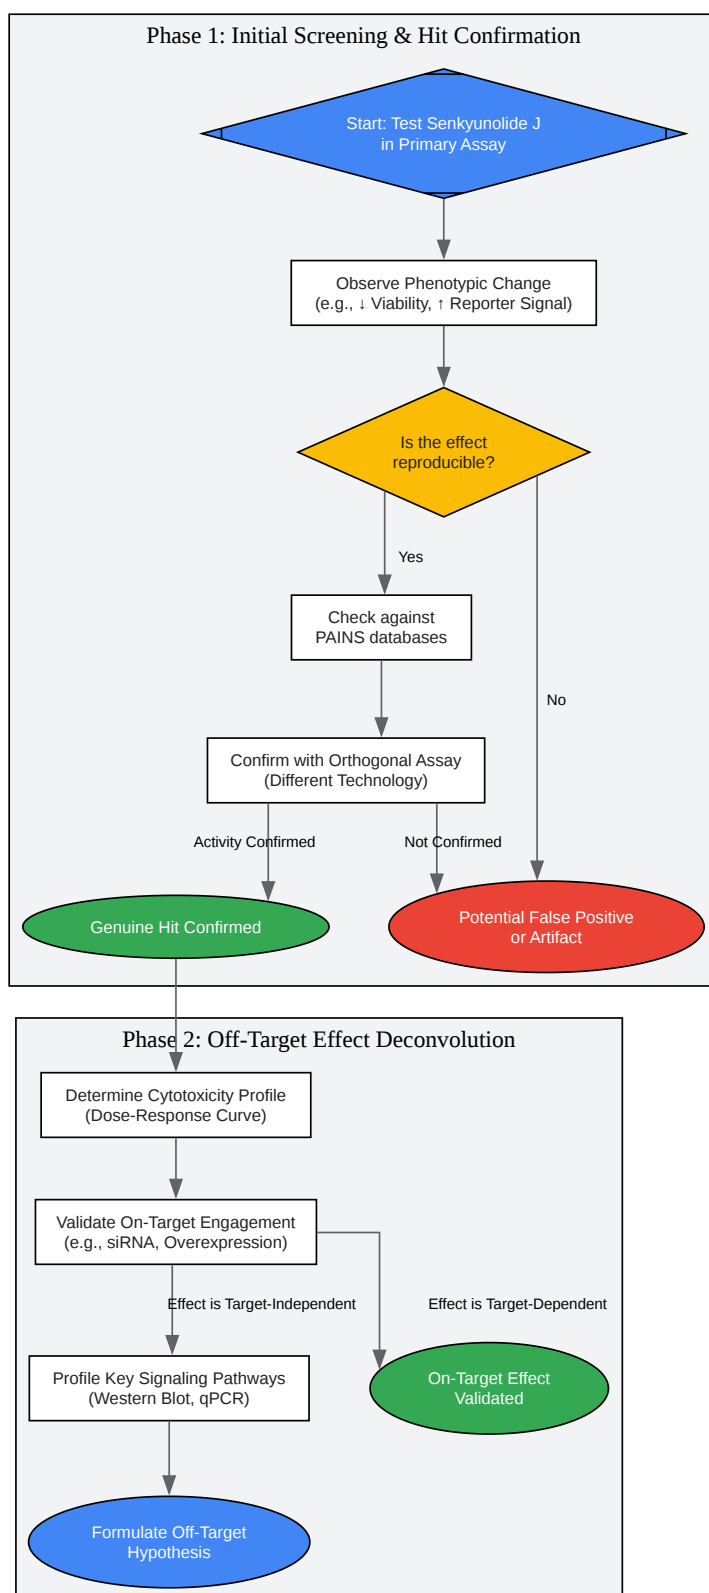 Phase 1: Initial Screening & Hit Confirmation
Start: Test Senkyunolide J
in Primary Assay
Observe Phenotypic Change
(e.g., ↓ Viability, ↑ Reporter Signal)
Is the effect
reproducible?
Yes
Check against
PAINS databases
No
Confirm with Orthogonal Assay
(Different Technology)
Activity Confirmed
Not Confirmed
Genuine Hit Confirmed
Potential False Positive
or Artifact
Phase 2: Off-Target Effect Deconvolution
Determine Cytotoxicity Profile
(Dose-Response Curve)
Validate On-Target Engagement
(e.g., siRNA, Overexpression)
Effect is Target-Independent
Effect is Target-Dependent
Profile Key Signaling Pathways
(Western Blot, qPCR)
On-Target Effect
Validated
Formulate Off-Target
Hypothesis